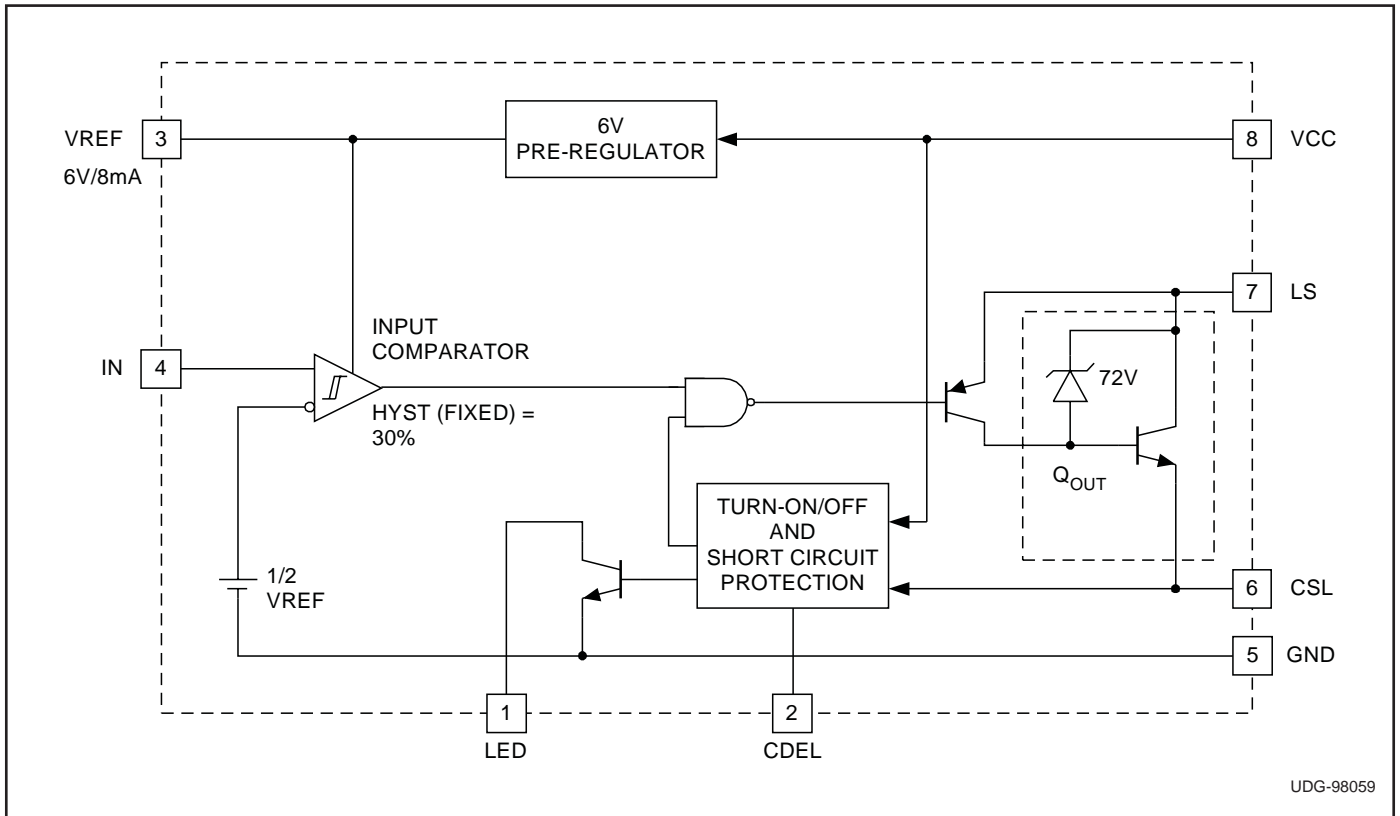 6V
PRE-REGULATOR
VREF
3
6V/8mA
8
VCC
7
LS
INPUT
COMPARATOR
IN
4
72V
HYST (FIXED) =
30%
QOUT
TURN-ON/OFF
AND
SHORT CIRCUIT
PROTECTION
1/2
VREF
6
CSL
5
GND
1
LED
2
CDEL
UDG-98059